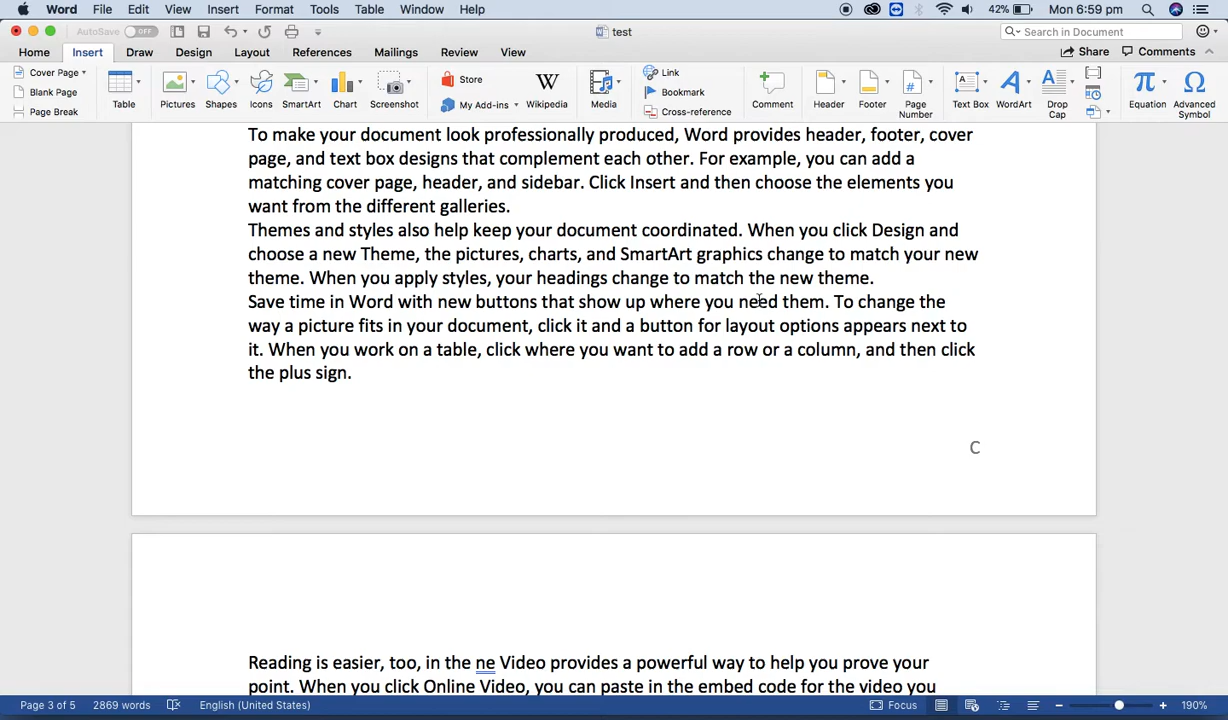 Word File Edit View Insert Format Tools Table Window Help 42% Mon 6:59 pm
AutoSave OFF test Search in Document
Home Insert Draw Design Layout References Mailings Review View Share Comments
Cover Page
Blank Page
Page Break
Table Pictures Shapes Icons SmartArt Chart Screenshot
Store
My Add-ins
Wikipedia
Media
Link
Bookmark
Cross-reference
Comment
Header Footer Page Number
Text Box WordArt Drop Cap
Equation Advanced Symbol
To make your document look professionally produced, Word provides header, footer, cover
page, and text box designs that complement each other. For example, you can add a
matching cover page, header, and sidebar. Click Insert and then choose the elements you
want from the different galleries.
Themes and styles also help keep your document coordinated. When you click Design and
choose a new Theme, the pictures, charts, and SmartArt graphics change to match your new
theme. When you apply styles, your headings change to match the new theme.
Save time in Word with new buttons that show up where you need them. To change the
way a picture fits in your document, click it and a button for layout options appears next to
it. When you work on a table, click where you want to add a row or a column, and then click
the plus sign.
C
Reading is easier, too, in the ne Video provides a powerful way to help you prove your
point. When you click Online Video, you can paste in the embed code for the video you
Page 3 of 5 2869 words English (United States) Focus 190%